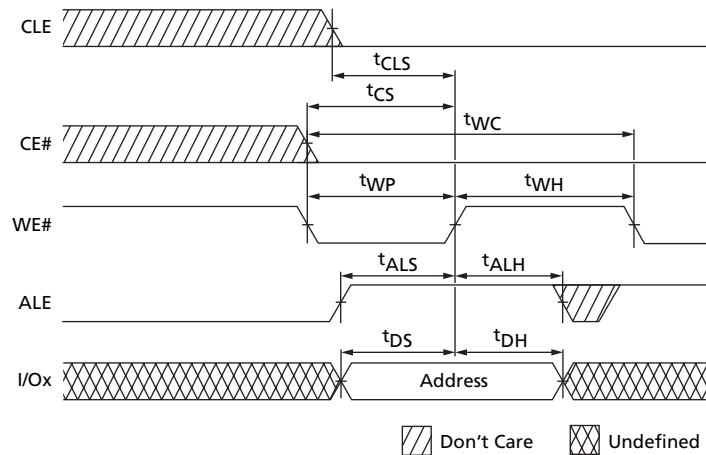 CLE
tCLS
tCS
CE#
tWC
tWP
tWH
WE#
tALS
tALH
ALE
tDS
tDH
I/Ox
Address
Don't Care
Undefined